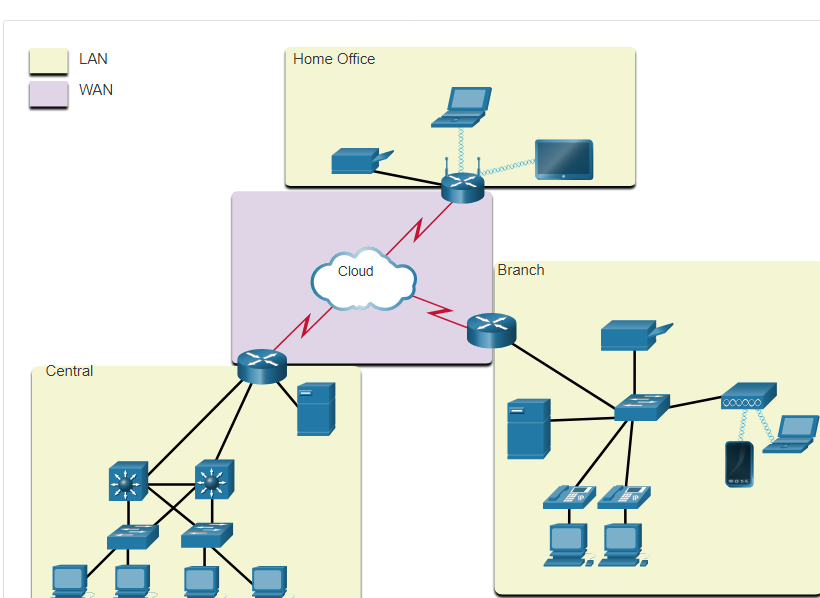 LAN
WAN
Home Office
Cloud
Branch
Central